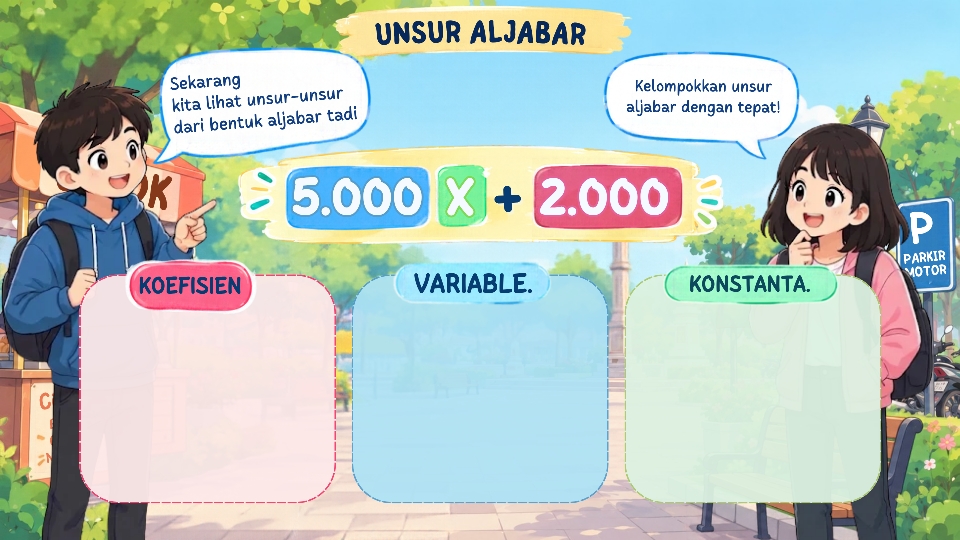 UNSUR ALJABAR
Sekarang
kita lihat unsur-unsur
dari bentuk aljabar tadi
Kelompokkan unsur
aljabar dengan tepat!
5.000 X + 2.000
KOEFISIEN
VARIABLE.
KONSTANTA.
P
PARKIR
MOTOR